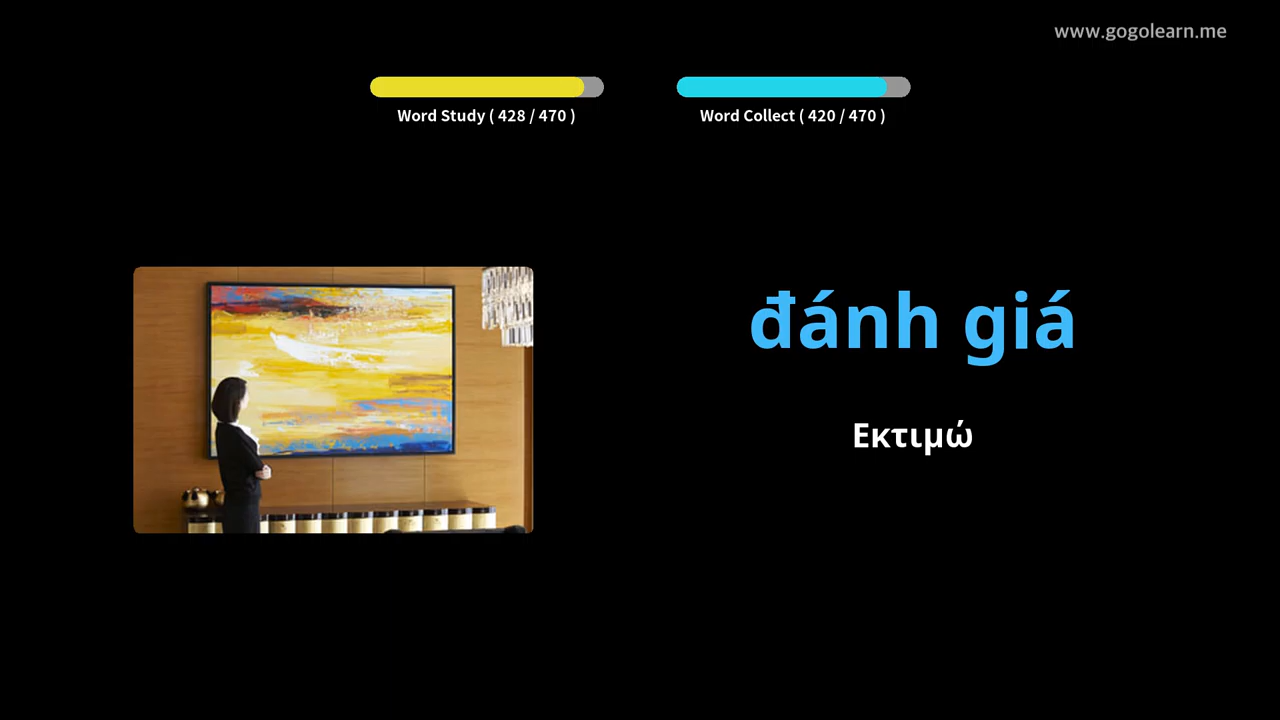 www.gogolearn.me
Word Study ( 428 / 470 )
Word Collect ( 420 / 470 )
đánh giá
Εκτιμώ